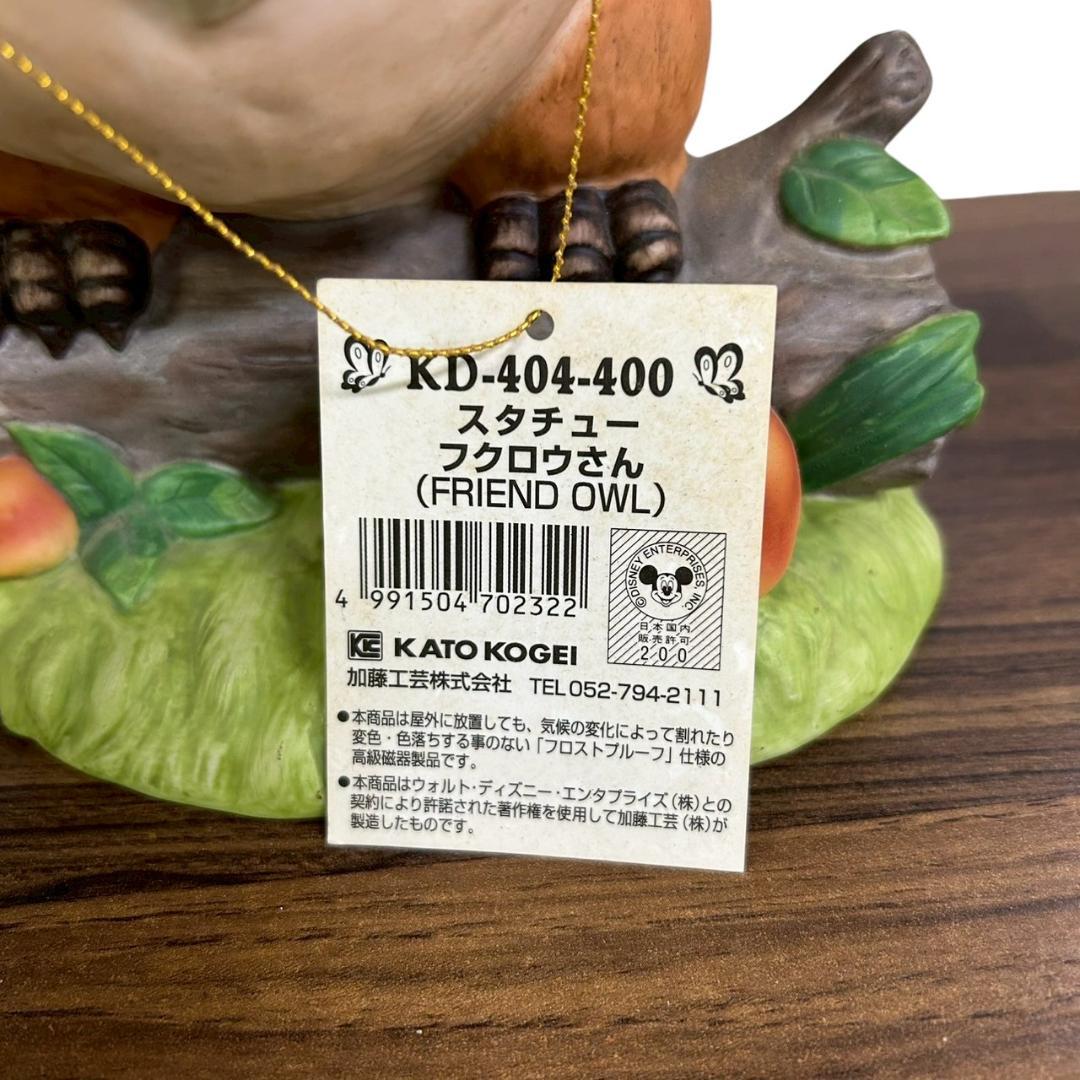 KD-404-400
スタチュー
フクロウさん
(FRIEND OWL)
4 991504 702322
©DISNEY ENTERPRISES, INC.
日本国内
販売許可
200
KK KATO KOGEI
加藤工芸株式会社 TEL 052-794-2111
●本商品は屋外に放置しても、気候の変化によって割れたり
変色・色落ちする事のない「フロストプルーフ」仕様の
高級磁器製品です。
●本商品はウォルト・ディズニー・エンタプライズ(株)との
契約により許諾された著作権を使用して加藤工芸(株)が
製造したものです。